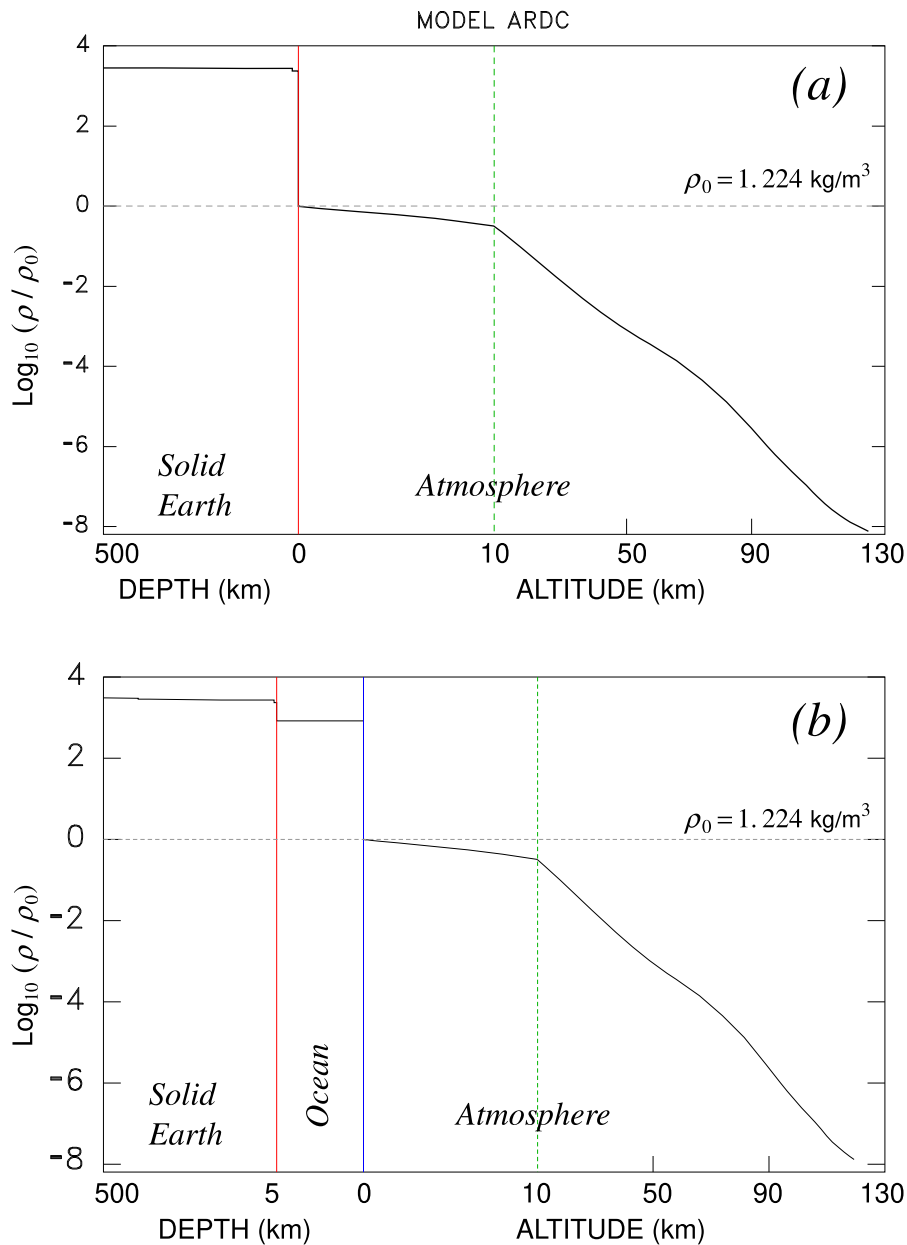 MODEL ARDC
4
(a)
2
ρ₀ = 1.224 kg/m³
0
-2
Log₁₀ (ρ / ρ₀)
-4
-6
Solid
Earth
Atmosphere
-8
500 0 10 50 90 130
DEPTH (km) ALTITUDE (km)
4
(b)
2
ρ₀ = 1.224 kg/m³
0
-2
Log₁₀ (ρ / ρ₀)
-4
-6
Solid
Earth
Ocean
Atmosphere
-8
500 5 0 10 50 90 130
DEPTH (km) ALTITUDE (km)